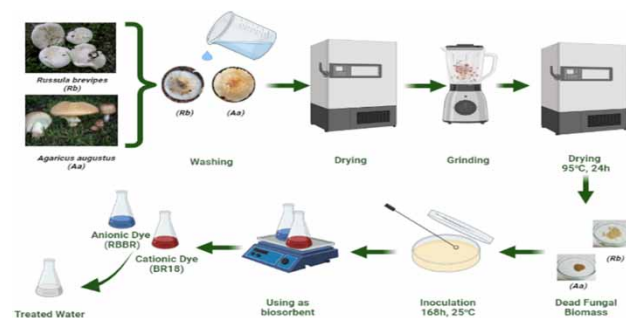 Russula brevipes
(Rb)
Agaricus augustus
(Aa)
(Rb)
(Aa)
Washing
Drying
Grinding
Drying
95°C, 24h
Anionic Dye
(RBBR)
Cationic Dye
(BR18)
Treated Water
Using as
biosorbent
Inoculation
168h, 25°C
(Rb)
(Aa)
Dead Fungal
Biomass